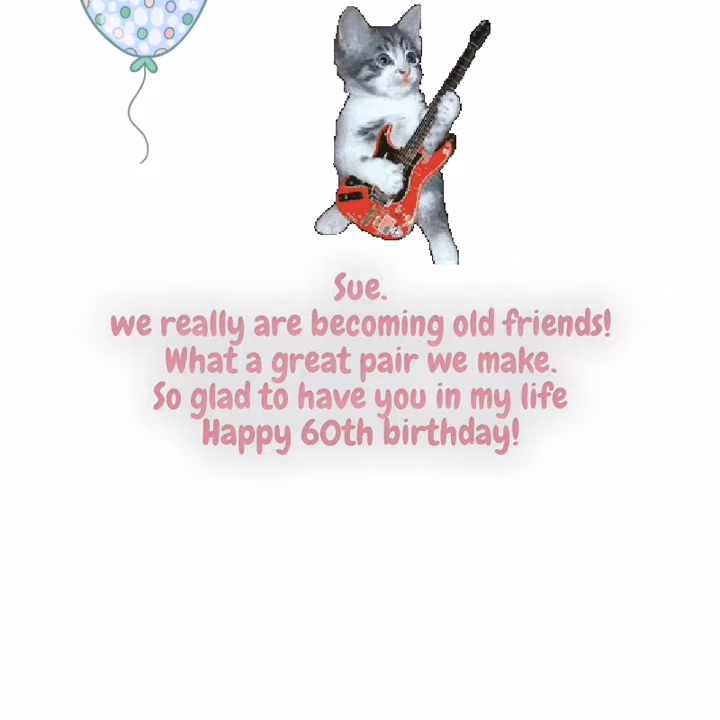 Sue.
we really are becoming old friends!
What a great pair we make.
So glad to have you in my life
Happy 60th birthday!